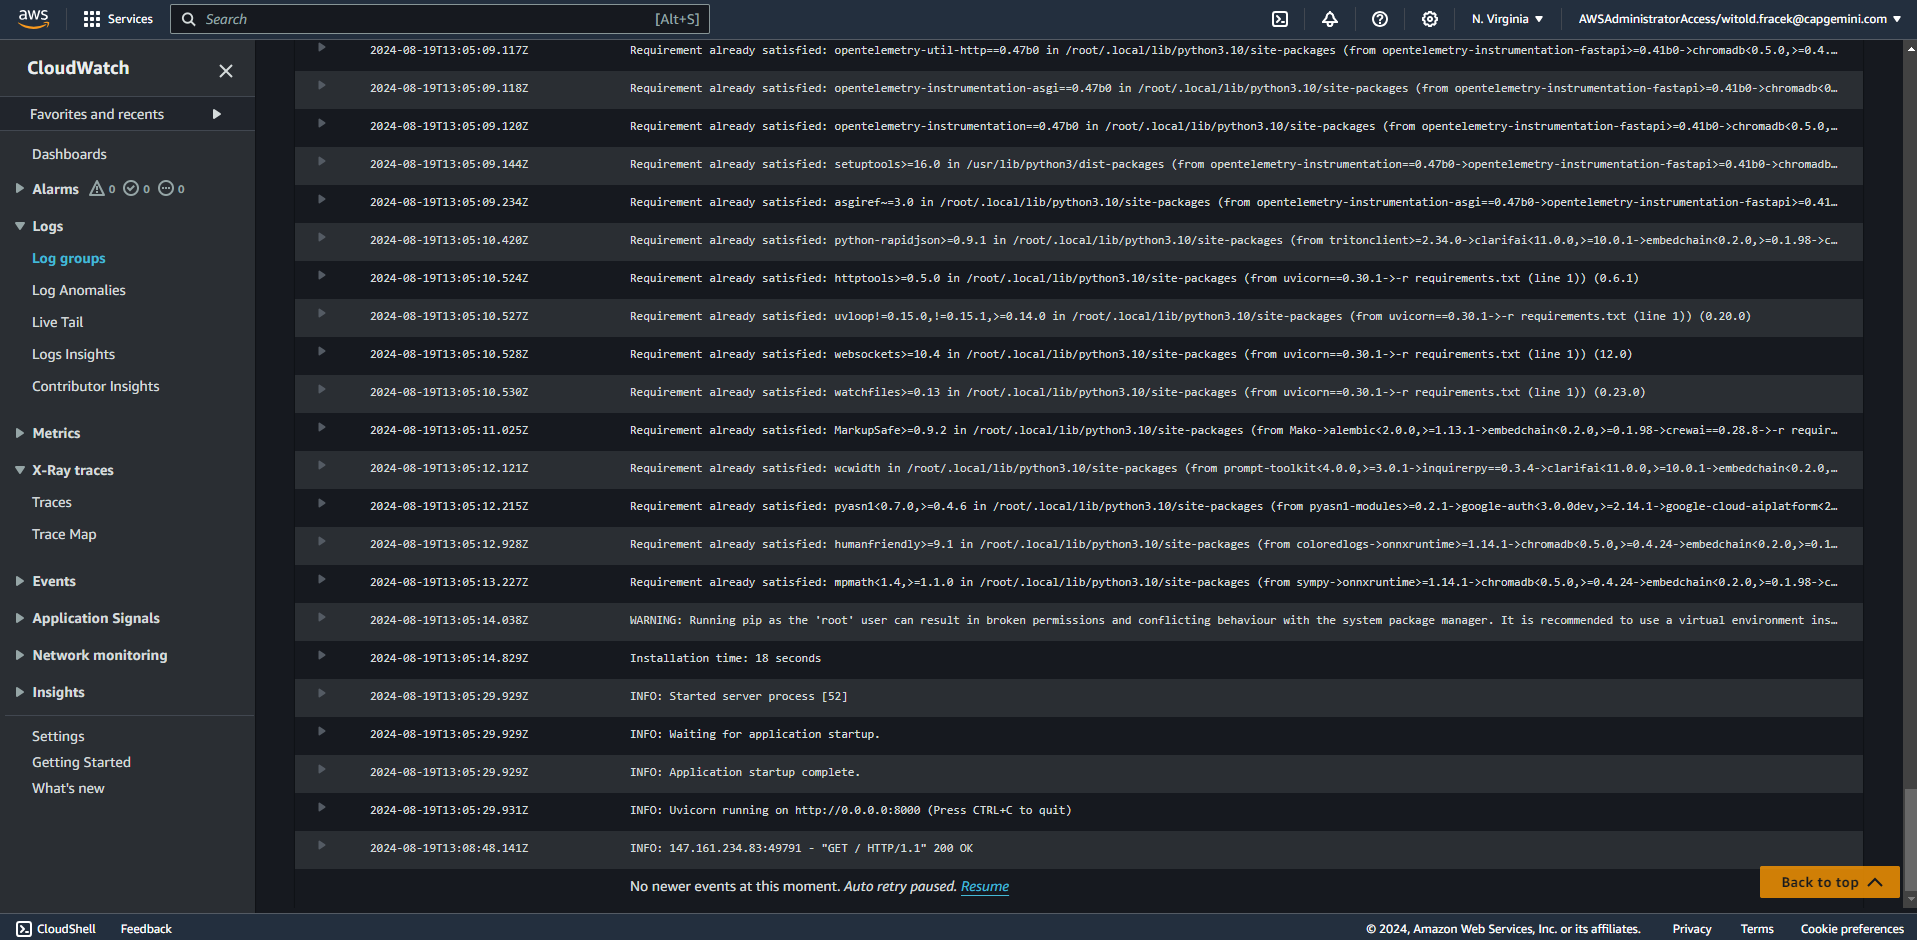 aws Services Search [Alt+S] N. Virginia AWSAdministratorAccess/witold.fracek@capgemini.com
CloudWatch
Favorites and recents
Dashboards
Alarms 0 0 0
Logs
Log groups
Log Anomalies
Live Tail
Logs Insights
Contributor Insights
Metrics
X-Ray traces
Traces
Trace Map
Events
Application Signals
Network monitoring
Insights
Settings
Getting Started
What's new
2024-08-19T13:05:09.117Z Requirement already satisfied: opentelemetry-util-http==0.47b0 in /root/.local/lib/python3.10/site-packages (from opentelemetry-instrumentation-fastapi>=0.41b0->chromadb<0.5.0,>=0.4.…
2024-08-19T13:05:09.118Z Requirement already satisfied: opentelemetry-instrumentation-asgi==0.47b0 in /root/.local/lib/python3.10/site-packages (from opentelemetry-instrumentation-fastapi>=0.41b0->chromadb<0…
2024-08-19T13:05:09.120Z Requirement already satisfied: opentelemetry-instrumentation==0.47b0 in /root/.local/lib/python3.10/site-packages (from opentelemetry-instrumentation-fastapi>=0.41b0->chromadb<0.5.0,…
2024-08-19T13:05:09.144Z Requirement already satisfied: setuptools>=16.0 in /usr/lib/python3/dist-packages (from opentelemetry-instrumentation==0.47b0->opentelemetry-instrumentation-fastapi>=0.41b0->chromadb…
2024-08-19T13:05:09.234Z Requirement already satisfied: asgiref~=3.0 in /root/.local/lib/python3.10/site-packages (from opentelemetry-instrumentation-asgi==0.47b0->opentelemetry-instrumentation-fastapi>=0.41…
2024-08-19T13:05:10.420Z Requirement already satisfied: python-rapidjson>=0.9.1 in /root/.local/lib/python3.10/site-packages (from tritonclient>=2.34.0->clarifai<11.0.0,>=10.0.1->embedchain<0.2.0,>=0.1.98->c…
2024-08-19T13:05:10.524Z Requirement already satisfied: httptools>=0.5.0 in /root/.local/lib/python3.10/site-packages (from uvicorn==0.30.1->-r requirements.txt (line 1)) (0.6.1)
2024-08-19T13:05:10.527Z Requirement already satisfied: uvloop!=0.15.0,!=0.15.1,>=0.14.0 in /root/.local/lib/python3.10/site-packages (from uvicorn==0.30.1->-r requirements.txt (line 1)) (0.20.0)
2024-08-19T13:05:10.528Z Requirement already satisfied: websockets>=10.4 in /root/.local/lib/python3.10/site-packages (from uvicorn==0.30.1->-r requirements.txt (line 1)) (12.0)
2024-08-19T13:05:10.530Z Requirement already satisfied: watchfiles>=0.13 in /root/.local/lib/python3.10/site-packages (from uvicorn==0.30.1->-r requirements.txt (line 1)) (0.23.0)
2024-08-19T13:05:11.025Z Requirement already satisfied: MarkupSafe>=0.9.2 in /root/.local/lib/python3.10/site-packages (from Mako->alembic<2.0.0,>=1.13.1->embedchain<0.2.0,>=0.1.98->crewai==0.28.8->-r requir…
2024-08-19T13:05:12.121Z Requirement already satisfied: wcwidth in /root/.local/lib/python3.10/site-packages (from prompt-toolkit<4.0.0,>=3.0.1->inquirerpy==0.3.4->clarifai<11.0.0,>=10.0.1->embedchain<0.2.0,…
2024-08-19T13:05:12.215Z Requirement already satisfied: pyasn1<0.7.0,>=0.4.6 in /root/.local/lib/python3.10/site-packages (from pyasn1-modules>=0.2.1->google-auth<3.0.0dev,>=2.14.1->google-cloud-aiplatform<2…
2024-08-19T13:05:12.928Z Requirement already satisfied: humanfriendly>=9.1 in /root/.local/lib/python3.10/site-packages (from coloredlogs->onnxruntime>=1.14.1->chromadb<0.5.0,>=0.4.24->embedchain<0.2.0,>=0.1…
2024-08-19T13:05:13.227Z Requirement already satisfied: mpmath<1.4,>=1.1.0 in /root/.local/lib/python3.10/site-packages (from sympy->onnxruntime>=1.14.1->chromadb<0.5.0,>=0.4.24->embedchain<0.2.0,>=0.1.98->c…
2024-08-19T13:05:14.038Z WARNING: Running pip as the 'root' user can result in broken permissions and conflicting behaviour with the system package manager. It is recommended to use a virtual environment ins…
2024-08-19T13:05:14.829Z Installation time: 18 seconds
2024-08-19T13:05:29.929Z INFO: Started server process [52]
2024-08-19T13:05:29.929Z INFO: Waiting for application startup.
2024-08-19T13:05:29.929Z INFO: Application startup complete.
2024-08-19T13:05:29.931Z INFO: Uvicorn running on http://0.0.0.0:8000 (Press CTRL+C to quit)
2024-08-19T13:08:48.141Z INFO: 147.161.234.83:49791 - "GET / HTTP/1.1" 200 OK
No newer events at this moment. Auto retry paused. Resume
Back to top
CloudShell Feedback © 2024, Amazon Web Services, Inc. or its affiliates. Privacy Terms Cookie preferences